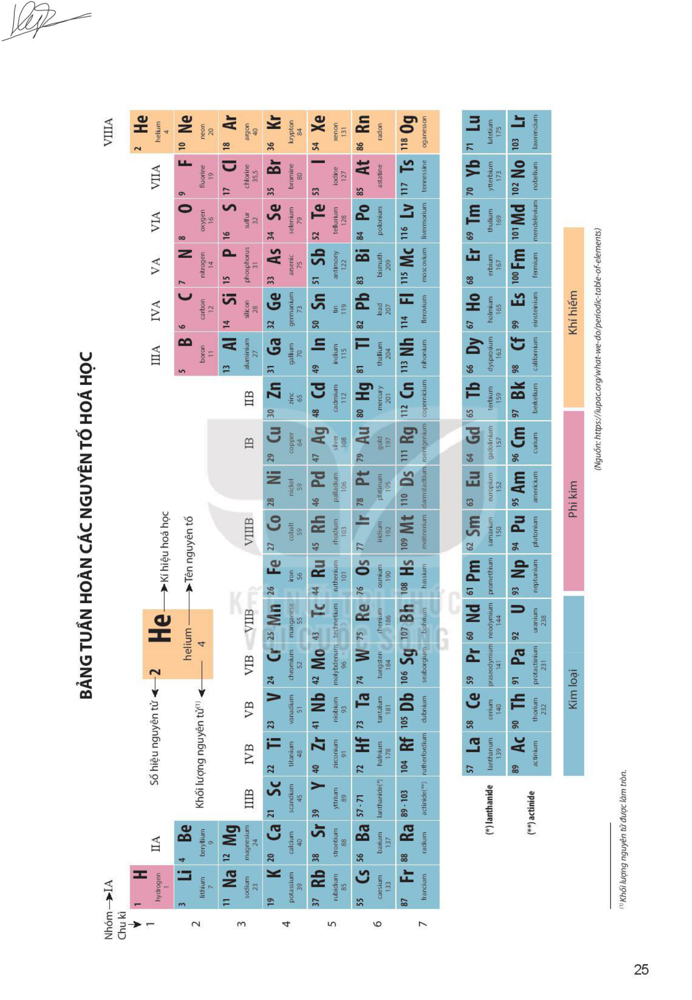 BẢNG TUẦN HOÀN CÁC NGUYÊN TỐ HOÁ HỌC
Nhóm IA
Chu kì
IIA
IIIB
IVB
VB
VIB
VIIB
VIIIB
IB
IIB
IIIA
IVA
VA
VIA
VIIA
VIIIA
Số hiệu nguyên tử 2 He Kí hiệu hoá học
helium Tên nguyên tố
Khối lượng nguyên tử(1) 4
1
1 H hydrogen 1
2 He helium 4
2
3 Li lithium 7
4 Be beryllium 9
5 B boron 11
6 C carbon 12
7 N nitrogen 14
8 O oxygen 16
9 F fluorine 19
10 Ne neon 20
3
11 Na sodium 23
12 Mg magnesium 24
13 Al aluminium 27
14 Si silicon 28
15 P phosphorus 31
16 S sulfur 32
17 Cl chlorine 35,5
18 Ar argon 40
4
19 K potassium 39
20 Ca calcium 40
21 Sc scandium 45
22 Ti titanium 48
23 V vanadium 51
24 Cr chromium 52
25 Mn manganese 55
26 Fe iron 56
27 Co cobalt 59
28 Ni nickel 59
29 Cu copper 64
30 Zn zinc 65
31 Ga gallium 70
32 Ge germanium 73
33 As arsenic 75
34 Se selenium 79
35 Br bromine 80
36 Kr krypton 84
5
37 Rb rubidium 85
38 Sr strontium 88
39 Y yttrium 89
40 Zr zirconium 91
41 Nb niobium 93
42 Mo molybdenum 96
43 Tc technetium
44 Ru ruthenium 101
45 Rh rhodium 103
46 Pd palladium 106
47 Ag silver 108
48 Cd cadmium 112
49 In indium 115
50 Sn tin 119
51 Sb antimony 122
52 Te tellurium 128
53 I iodine 127
54 Xe xenon 131
6
55 Cs caesium 133
56 Ba barium 137
57 - 71 lanthanide(*)
72 Hf hafnium 178
73 Ta tantalum 181
74 W tungsten 184
75 Re rhenium 186
76 Os osmium 190
77 Ir iridium 192
78 Pt platinum 195
79 Au gold 197
80 Hg mercury 201
81 Tl thallium 204
82 Pb lead 207
83 Bi bismuth 209
84 Po polonium
85 At astatine
86 Rn radon
7
87 Fr francium
88 Ra radium
89 - 103 actinide(**)
104 Rf rutherfordium
105 Db dubnium
106 Sg seaborgium
107 Bh bohrium
108 Hs hassium
109 Mt meitnerium
110 Ds darmstadtium
111 Rg roentgenium
112 Cn copernicium
113 Nh nihonium
114 Fl flerovium
115 Mc moscovium
116 Lv livermorium
117 Ts tennessine
118 Og oganesson
(*) lanthanide
57 La lanthanum 139
58 Ce cerium 140
59 Pr praseodymium 141
60 Nd neodymium 144
61 Pm promethium
62 Sm samarium 150
63 Eu europium 152
64 Gd gadolinium 157
65 Tb terbium 159
66 Dy dysprosium 163
67 Ho holmium 165
68 Er erbium 167
69 Tm thulium 169
70 Yb ytterbium 173
71 Lu lutetium 175
(**) actinide
89 Ac actinium
90 Th thorium 232
91 Pa protactinium 231
92 U uranium 238
93 Np neptunium
94 Pu plutonium
95 Am americium
96 Cm curium
97 Bk berkelium
98 Cf californium
99 Es einsteinium
100 Fm fermium
101 Md mendelevium
102 No nobelium
103 Lr lawrencium
Kim loại
Phi kim
Khí hiếm
(Nguồn: https://iupac.org/what-we-do/periodic-table-of-elements)
(1)Khối lượng nguyên tử được làm tròn.
KẾT NỐI TRI THỨC
VỚI CUỘC SỐNG
25